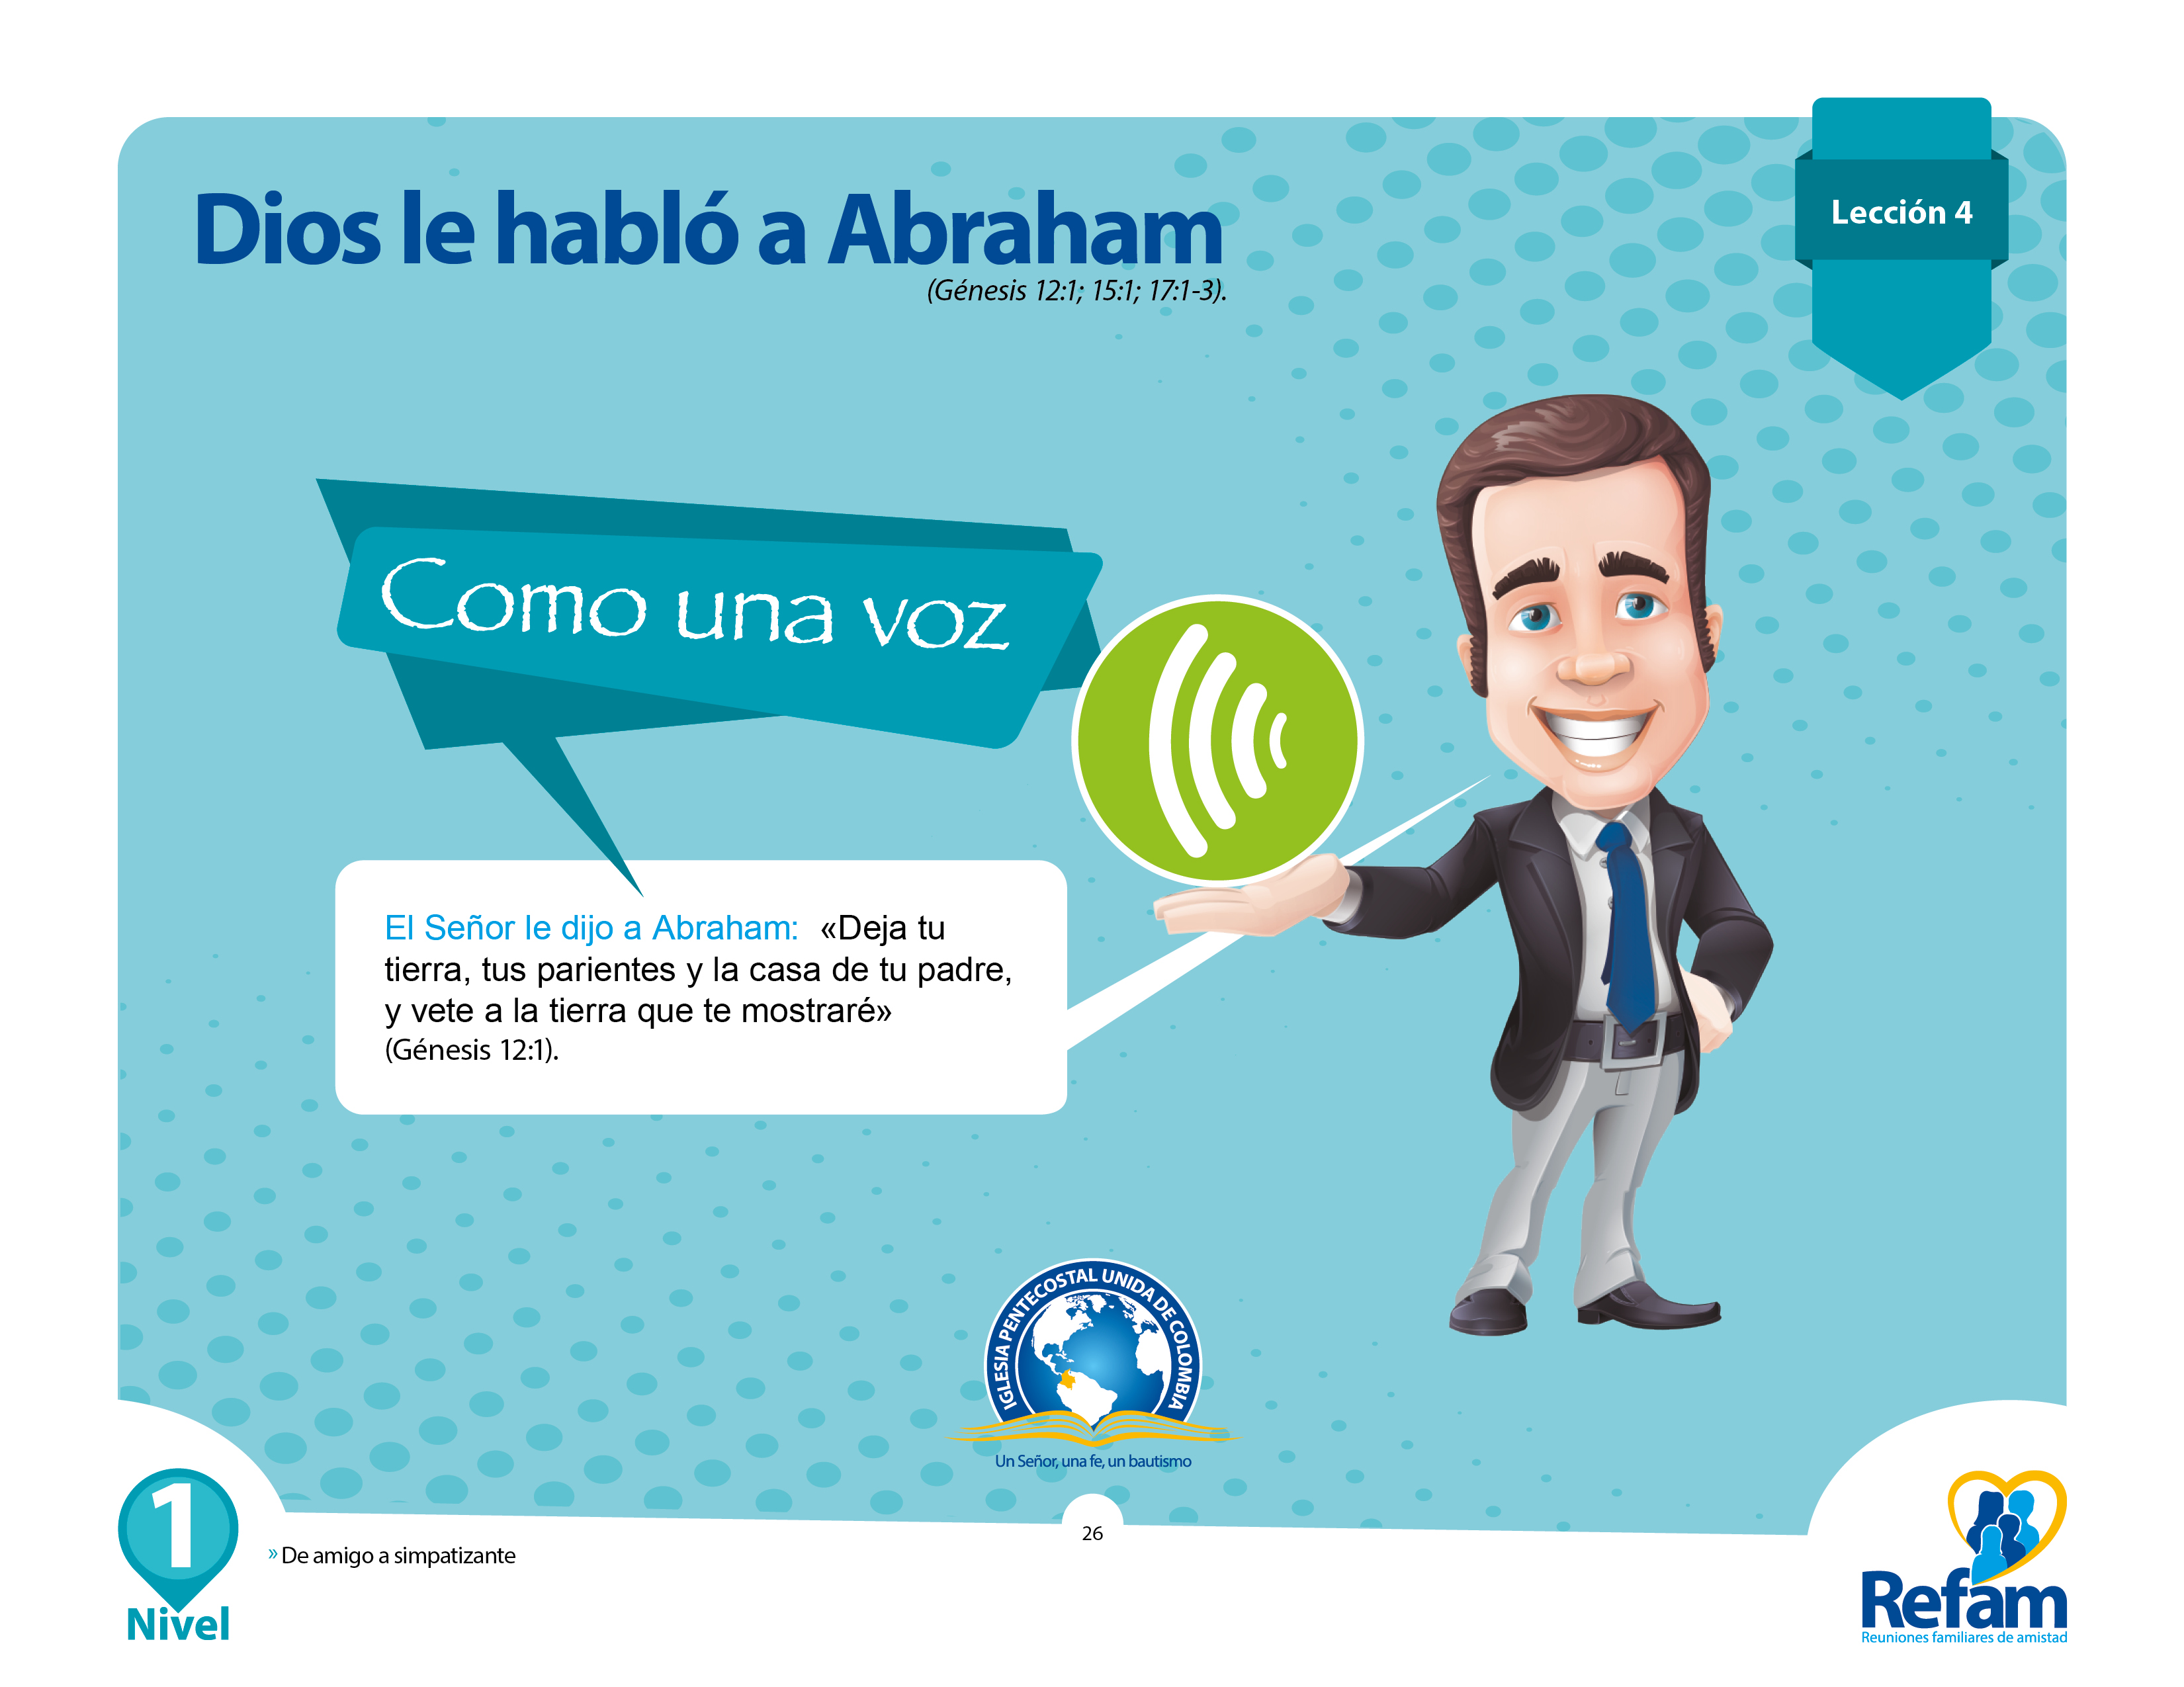 Lección 4
Dios le habló a Abraham
(Génesis 12:1; 15:1; 17:1-3).
Como una voz
El Señor le dijo a Abraham:  «Deja tu
tierra, tus parientes y la casa de tu padre,
y vete a la tierra que te mostraré»
(Génesis 12:1).
IGLESIA PENTECOSTAL UNIDA DE COLOMBIA
Un Señor, una fe, un bautismo
1
Nivel
» De amigo a simpatizante
26
Refam
Reuniones familiares de amistad